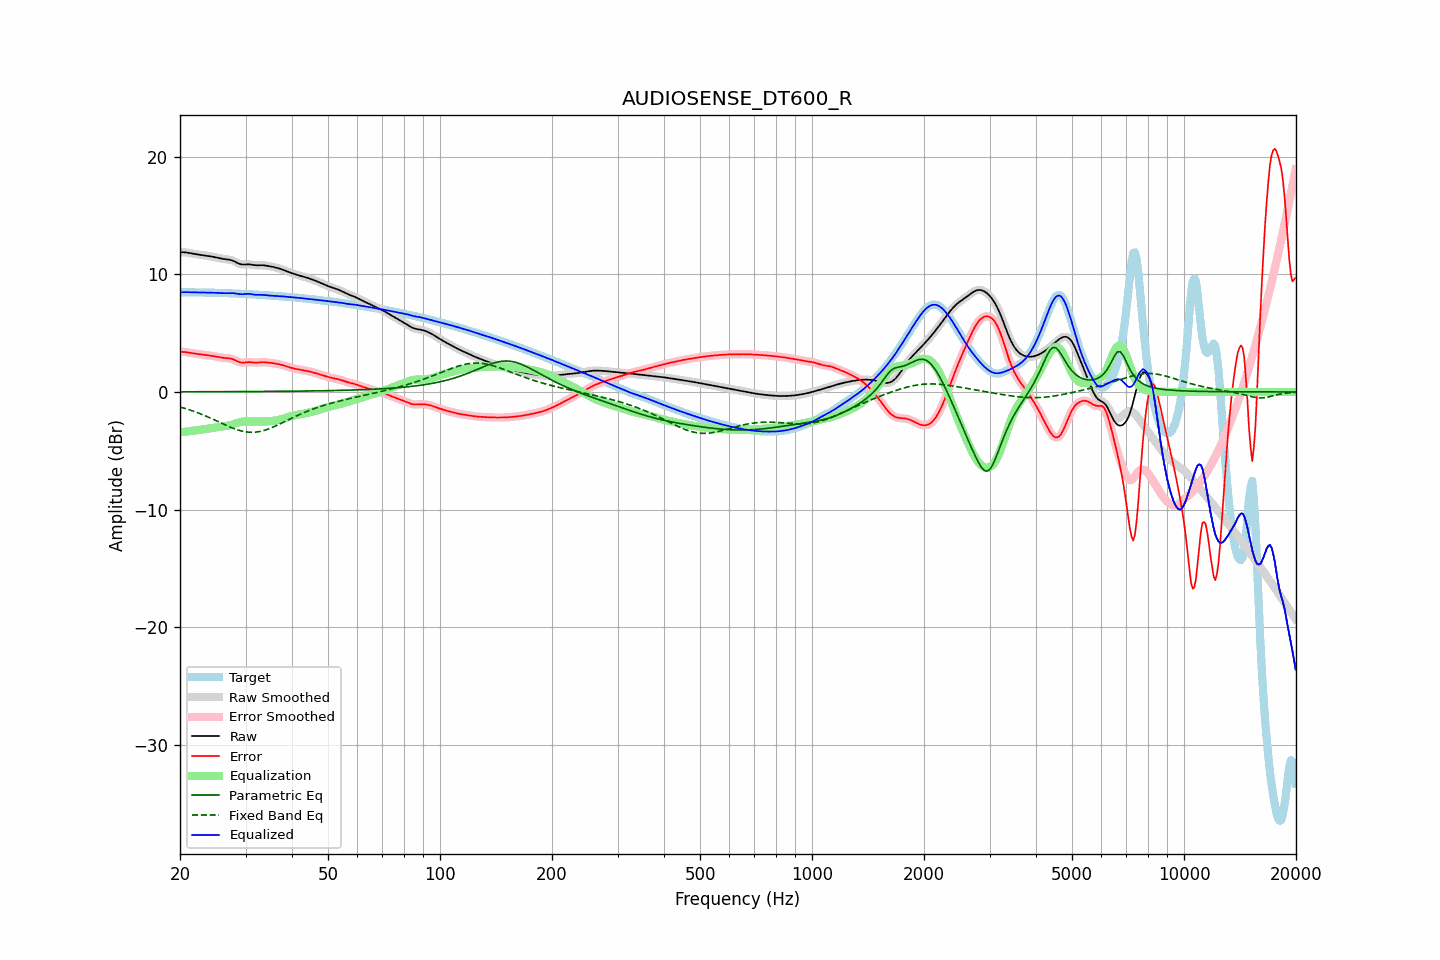 AUDIOSENSE_DT600_R
Amplitude (dBr)
20
10
0
−10
−20
−30
Target
Raw Smoothed
Error Smoothed
Raw
Error
Equalization
Parametric Eq
Fixed Band Eq
Equalized
20 50 100 200 500 1000 2000 5000 10000 20000
Frequency (Hz)